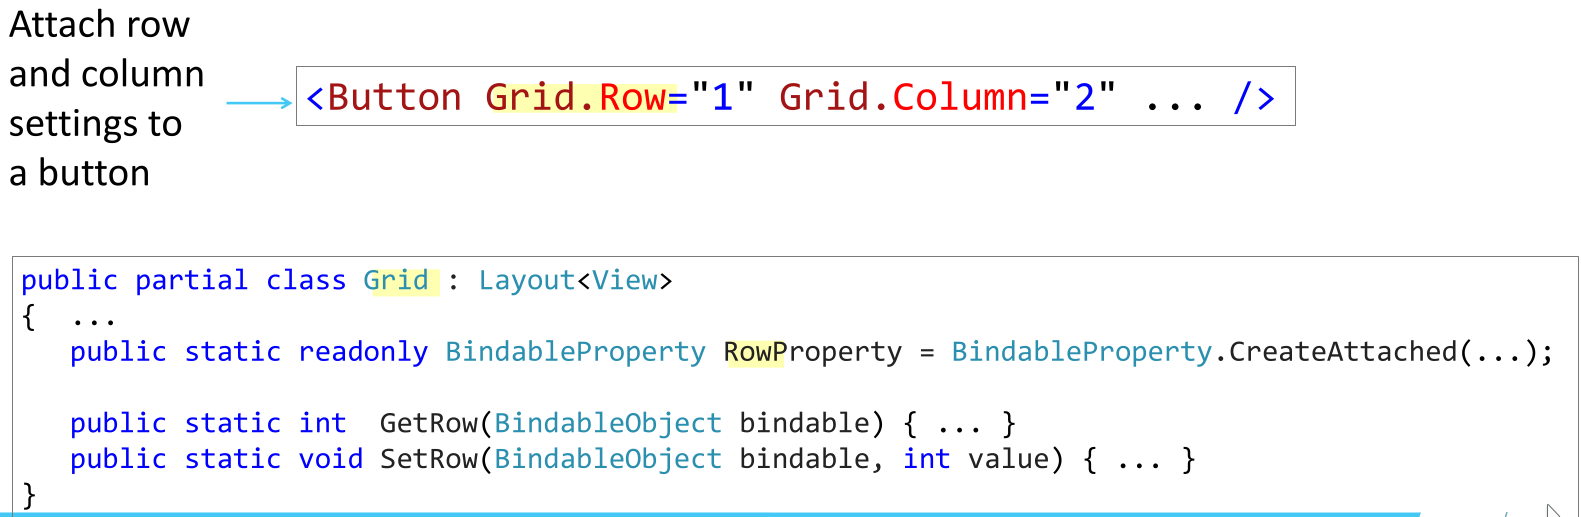 Attach row
and column
settings to
a button
<Button Grid.Row="1" Grid.Column="2" ... />
public partial class Grid : Layout<View>
{ ...
public static readonly BindableProperty RowProperty = BindableProperty.CreateAttached(...);
public static int GetRow(BindableObject bindable) { ... }
public static void SetRow(BindableObject bindable, int value) { ... }
}